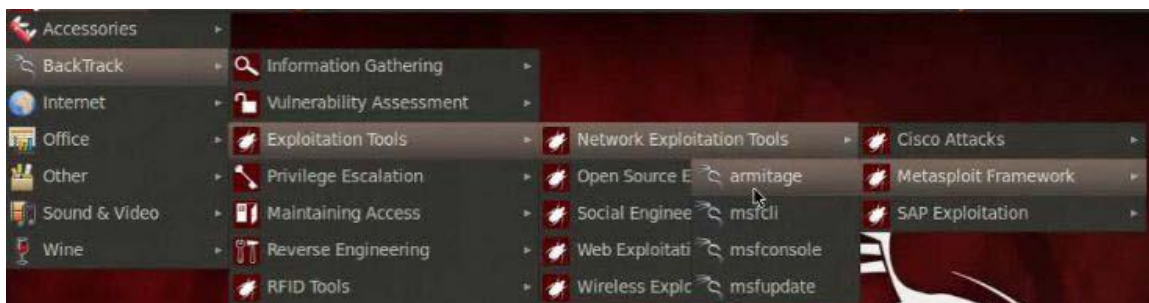 Accessories
BackTrack
Internet
Office
Other
Sound & Video
Wine
Information Gathering
Vulnerability Assessment
Exploitation Tools
Privilege Escalation
Maintaining Access
Reverse Engineering
RFID Tools
Network Exploitation Tools
Open Source E
Social Enginee
Web Exploitati
Wireless Explc
Cisco Attacks
Metasploit Framework
SAP Exploitation
armitage
msfcli
msfconsole
msfupdate